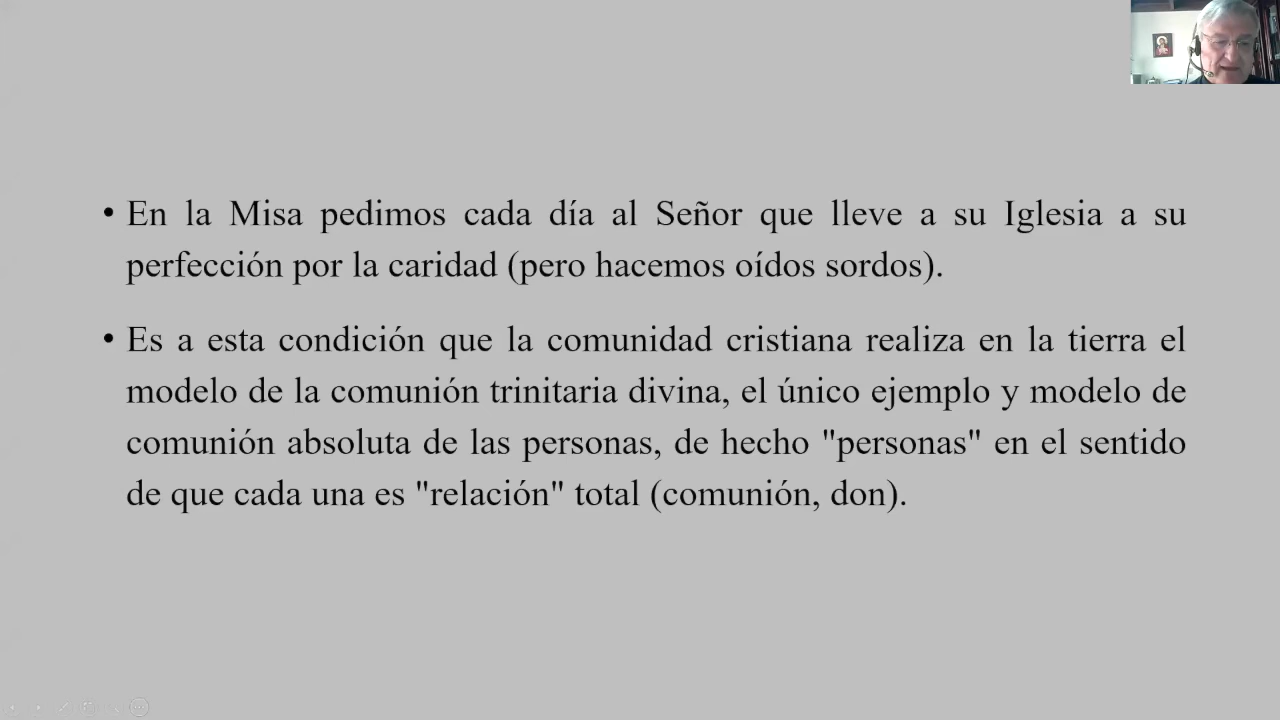 • En la Misa pedimos cada día al Señor que lleve a su Iglesia a su
perfección por la caridad (pero hacemos oídos sordos).
• Es a esta condición que la comunidad cristiana realiza en la tierra el
modelo de la comunión trinitaria divina, el único ejemplo y modelo de
comunión absoluta de las personas, de hecho "personas" en el sentido
de que cada una es "relación" total (comunión, don).